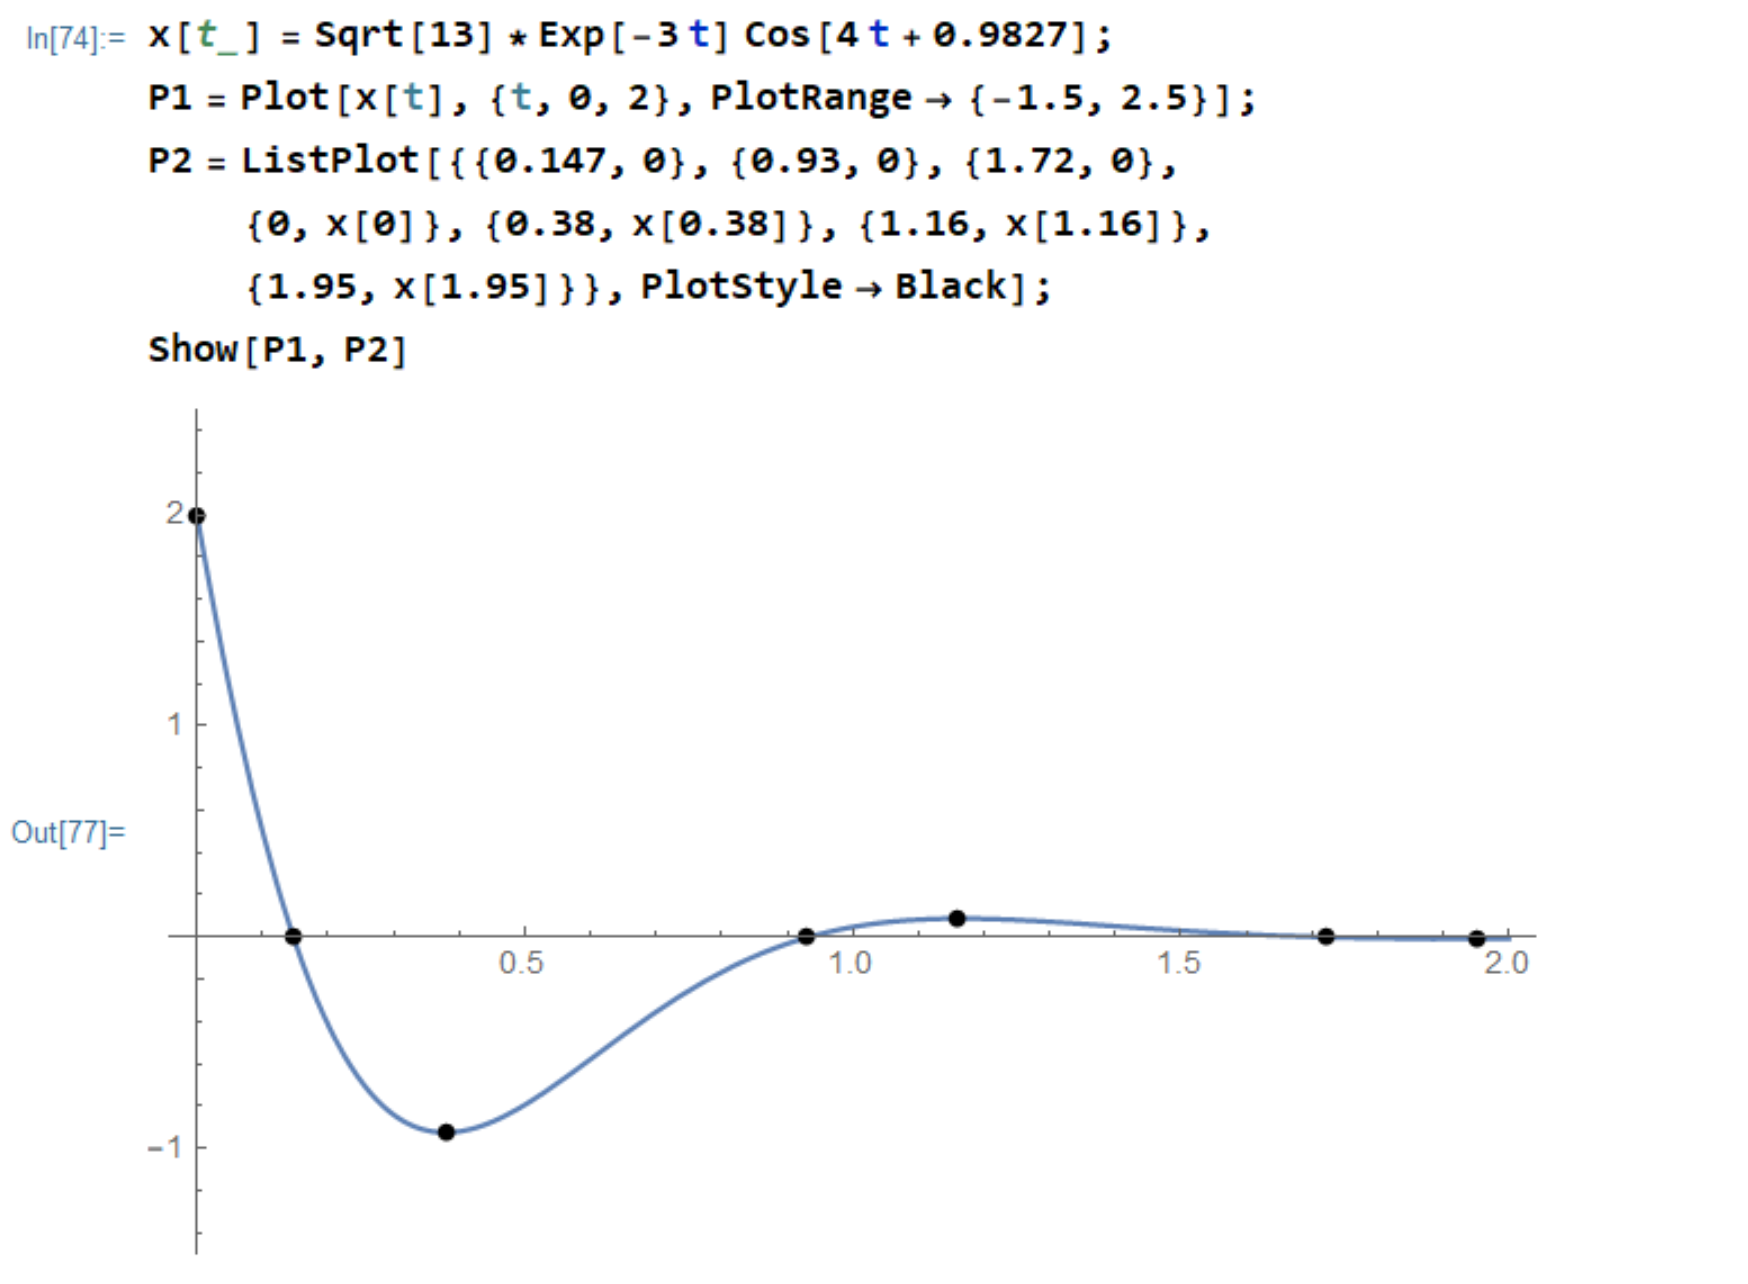 In[74]:= x[t_] = Sqrt[13] * Exp[-3 t] Cos[4 t + 0.9827];
P1 = Plot[x[t], {t, 0, 2}, PlotRange → {-1.5, 2.5}];
P2 = ListPlot[{{0.147, 0}, {0.93, 0}, {1.72, 0},
{0, x[0]}, {0.38, x[0.38]}, {1.16, x[1.16]},
{1.95, x[1.95]}}, PlotStyle → Black];
Show[P1, P2]
2
1
Out[77]=
0.5 1.0 1.5 2.0
-1